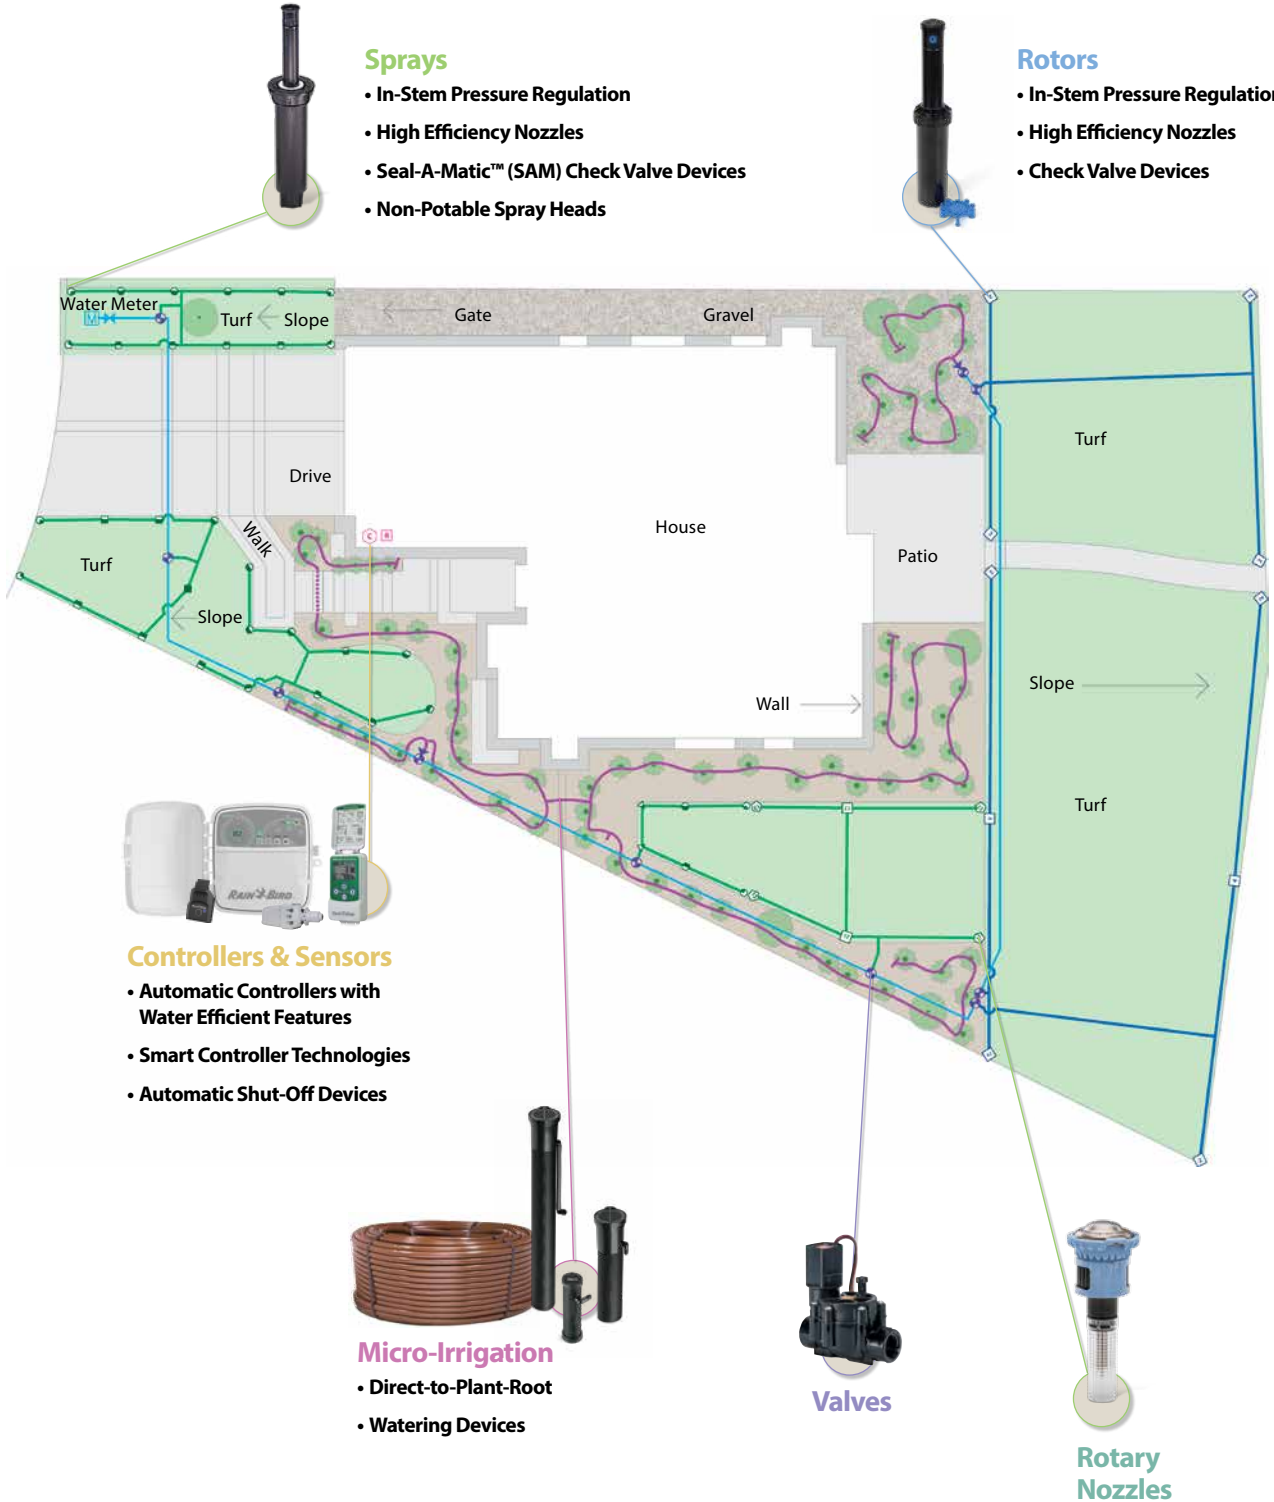 Sprays
• In-Stem Pressure Regulation
• High Efficiency Nozzles
• Seal-A-Matic™ (SAM) Check Valve Devices
• Non-Potable Spray Heads
Rotors
• In-Stem Pressure Regulation
• High Efficiency Nozzles
• Check Valve Devices
Water Meter
M
Turf
Slope
Gate
Gravel
Turf
Drive
House
Walk
C
R
Patio
Turf
Slope
Slope
Wall
Turf
RAIN BIRD
Controllers & Sensors
• Automatic Controllers with
Water Efficient Features
• Smart Controller Technologies
• Automatic Shut-Off Devices
Micro-Irrigation
• Direct-to-Plant-Root
• Watering Devices
Valves
Rotary
Nozzles